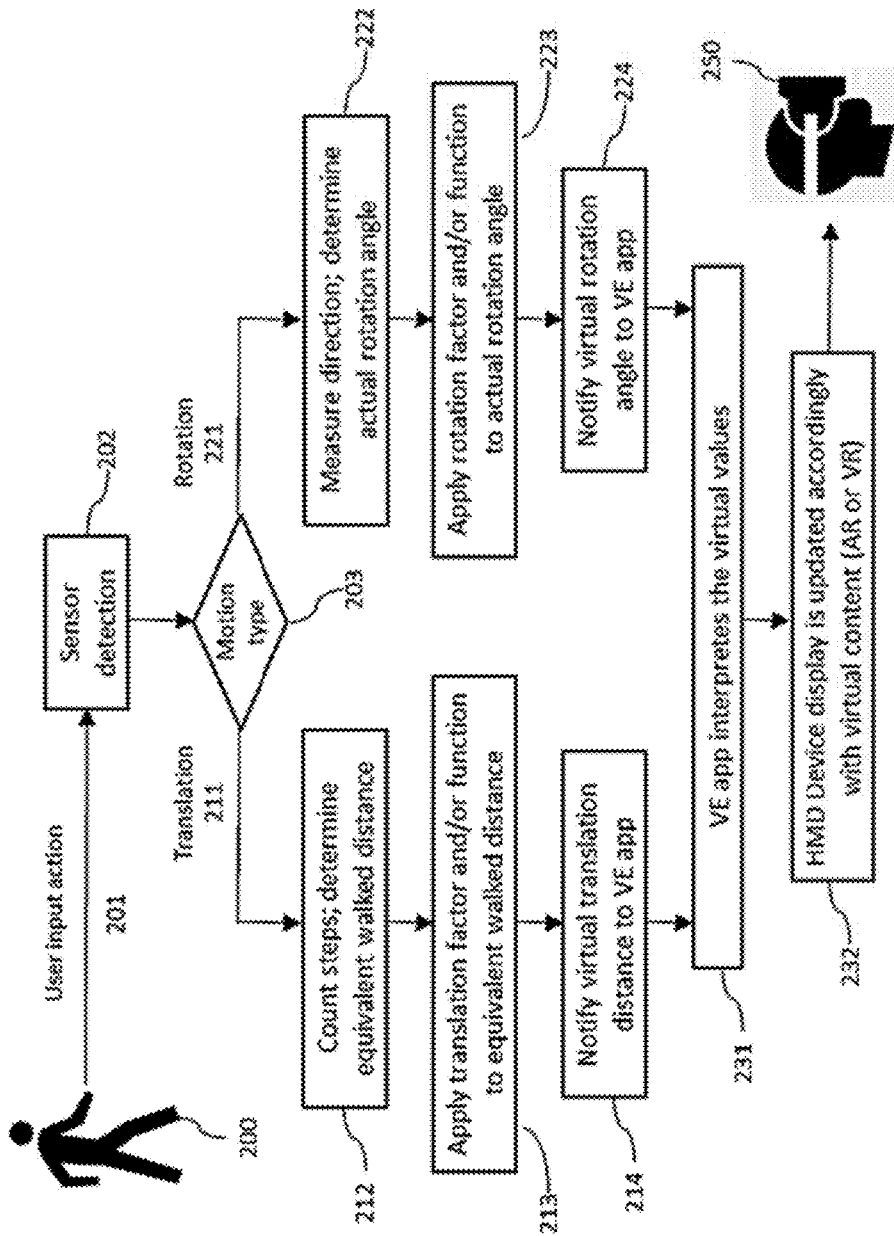 200
User input action
201
Sensor
detection
202
Motion
type
203
Translation
211
Rotation
221
Count steps; determine
equivalent walked distance
212
Measure direction; determine
actual rotation angle
222
Apply translation factor and/or function
to equivalent walked distance
213
Apply rotation factor and/or function
to actual rotation angle
223
Notify virtual translation
distance to VE app
214
Notify virtual rotation
angle to VE app
224
VE app interpretes the virtual values
231
HMD Device display is updated accordingly
with virtual content (AR or VR)
232
250